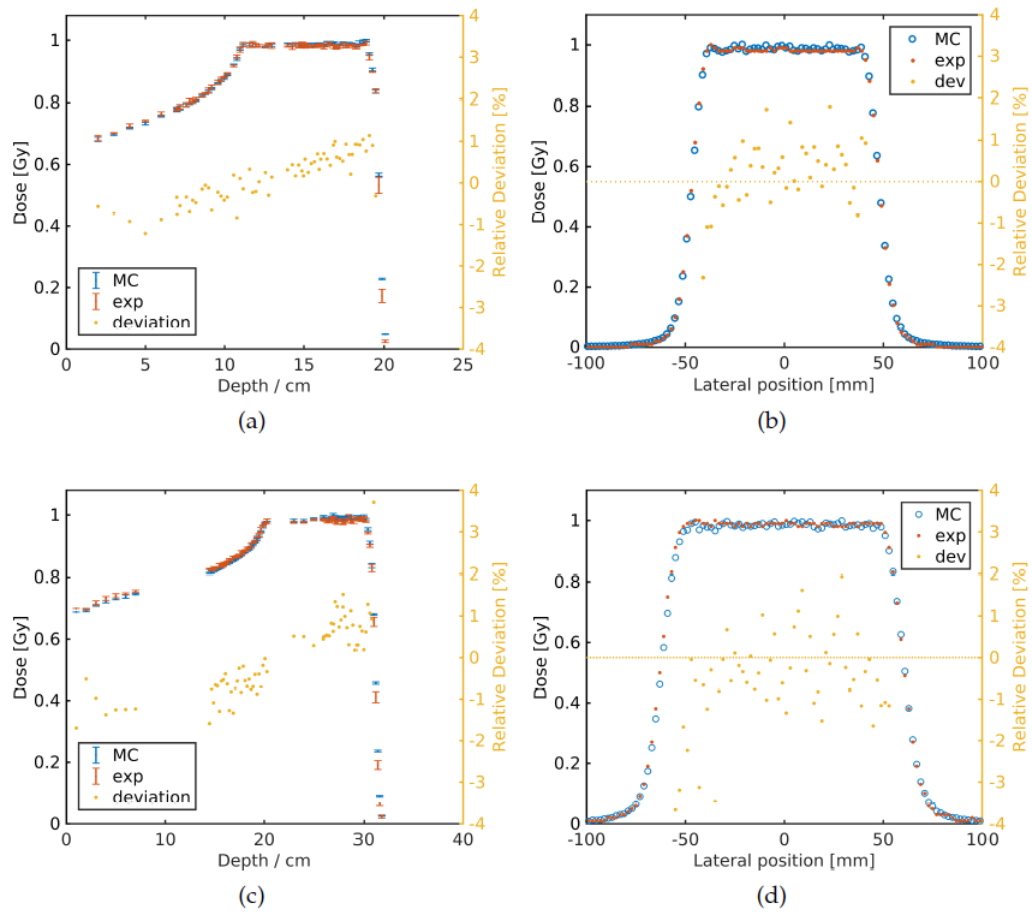 Dose [Gy]
1
0.8
0.6
0.4
0.2
0
0 5 10 15 20 25
Depth / cm
4
3
2
1
0
-1
-2
-3
-4
Relative Deviation [%]
MC
exp
deviation
(a)
Dose [Gy]
1
0.8
0.6
0.4
0.2
0
-100 -50 0 50 100
Lateral position [mm]
4
3
2
1
0
-1
-2
-3
-4
Relative Deviation [%]
MC
exp
dev
(b)
Dose [Gy]
1
0.8
0.6
0.4
0.2
0
0 10 20 30 40
Depth / cm
4
3
2
1
0
-1
-2
-3
-4
Relative Deviation [%]
MC
exp
deviation
(c)
Dose [Gy]
1
0.8
0.6
0.4
0.2
0
-100 -50 0 50 100
Lateral position [mm]
4
3
2
1
0
-1
-2
-3
-4
Relative Deviation [%]
MC
exp
dev
(d)